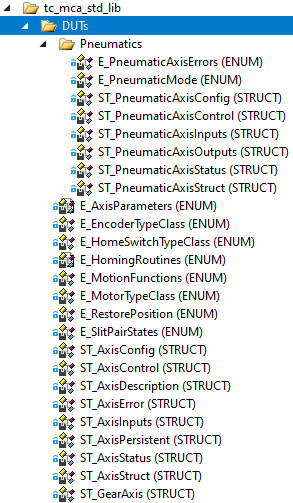 tc_mca_std_lib
DUTs
Pneumatics
E_PneumaticAxisErrors (ENUM)
E_PneumaticMode (ENUM)
ST_PneumaticAxisConfig (STRUCT)
ST_PneumaticAxisControl (STRUCT)
ST_PneumaticAxisInputs (STRUCT)
ST_PneumaticAxisOutputs (STRUCT)
ST_PneumaticAxisStatus (STRUCT)
ST_PneumaticAxisStruct (STRUCT)
E_AxisParameters (ENUM)
E_EncoderTypeClass (ENUM)
E_HomeSwitchTypeClass (ENUM)
E_HomingRoutines (ENUM)
E_MotionFunctions (ENUM)
E_MotorTypeClass (ENUM)
E_RestorePosition (ENUM)
E_SlitPairStates (ENUM)
ST_AxisConfig (STRUCT)
ST_AxisControl (STRUCT)
ST_AxisDescription (STRUCT)
ST_AxisError (STRUCT)
ST_AxisInputs (STRUCT)
ST_AxisPersistent (STRUCT)
ST_AxisStatus (STRUCT)
ST_AxisStruct (STRUCT)
ST_GearAxis (STRUCT)